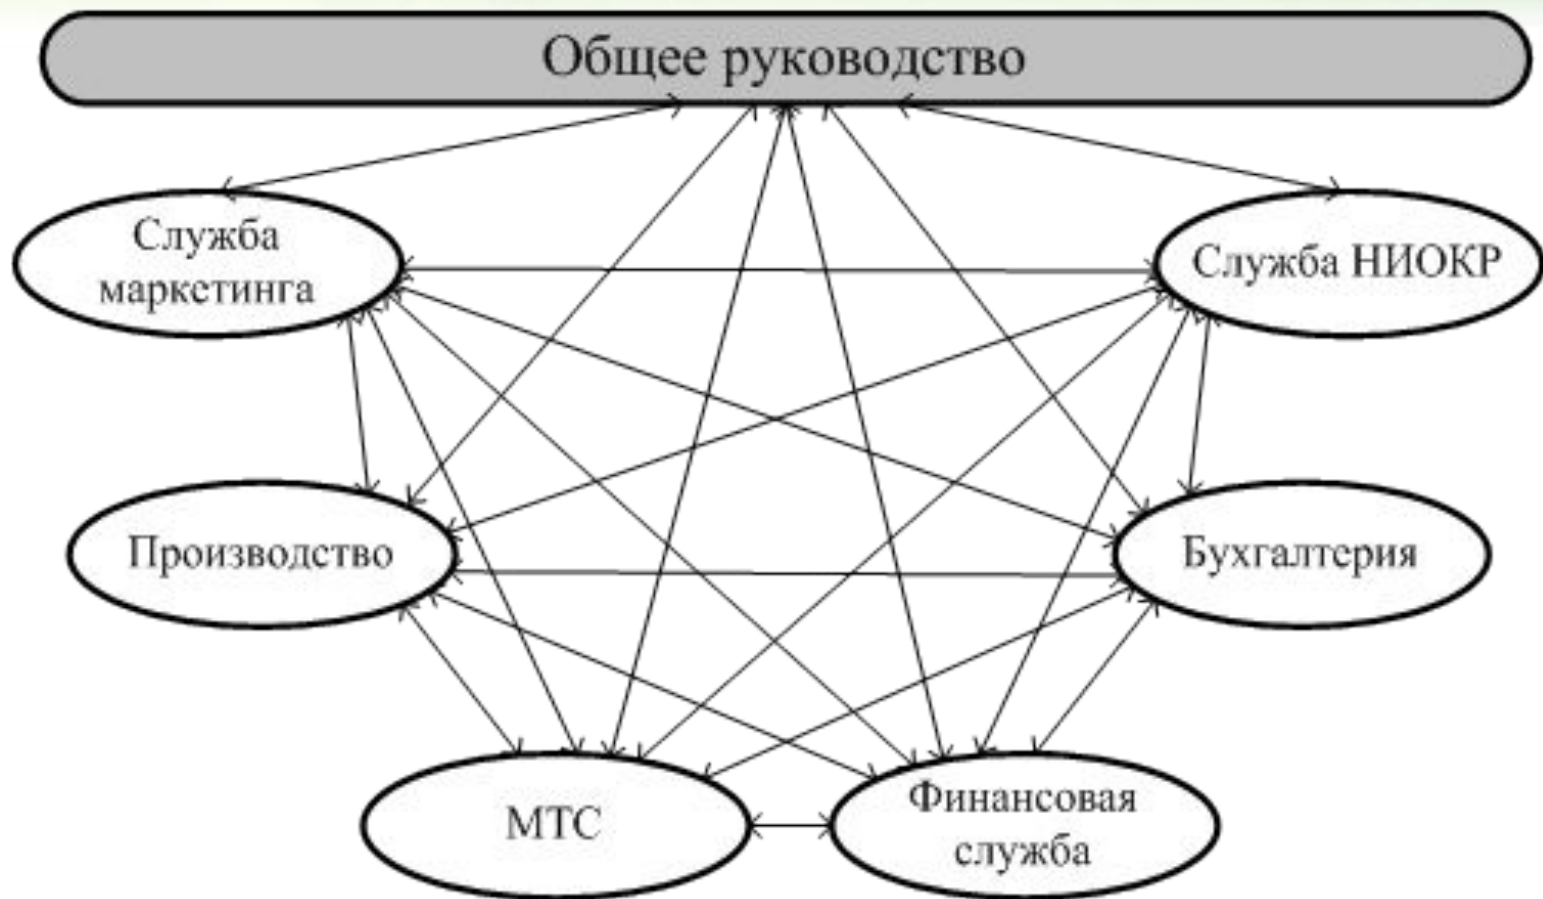 Общее руководство
Служба
маркетинга
Служба НИОКР
Производство
Бухгалтерия
МТС
Финансовая
служба